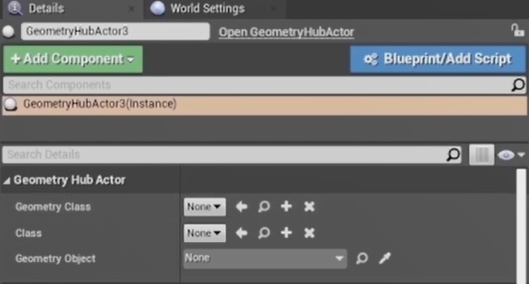 Details
World Settings
GeometryHubActor3
Open GeometryHubActor
+ Add Component
Blueprint/Add Script
Search Components
GeometryHubActor3(Instance)
Search Details
Geometry Hub Actor
Geometry Class
None
Class
None
Geometry Object
None